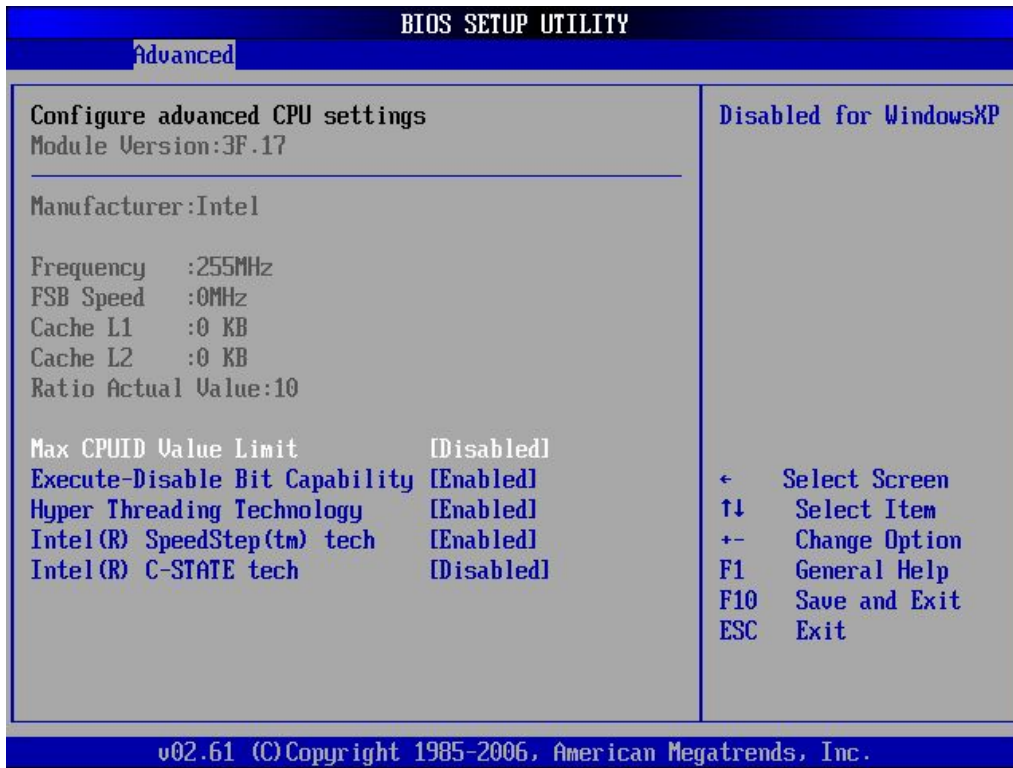 BIOS SETUP UTILITY
Advanced
Configure advanced CPU settings
Module Version:3F.17
Manufacturer:Intel
Frequency :255MHz
FSB Speed :0MHz
Cache L1 :0 KB
Cache L2 :0 KB
Ratio Actual Value:10
Max CPUID Value Limit [Disabled]
Execute-Disable Bit Capability [Enabled]
Hyper Threading Technology [Enabled]
Intel(R) SpeedStep(tm) tech [Enabled]
Intel(R) C-STATE tech [Disabled]
Disabled for WindowsXP
← Select Screen
↑↓ Select Item
+- Change Option
F1 General Help
F10 Save and Exit
ESC Exit
v02.61 (C)Copyright 1985-2006, American Megatrends, Inc.